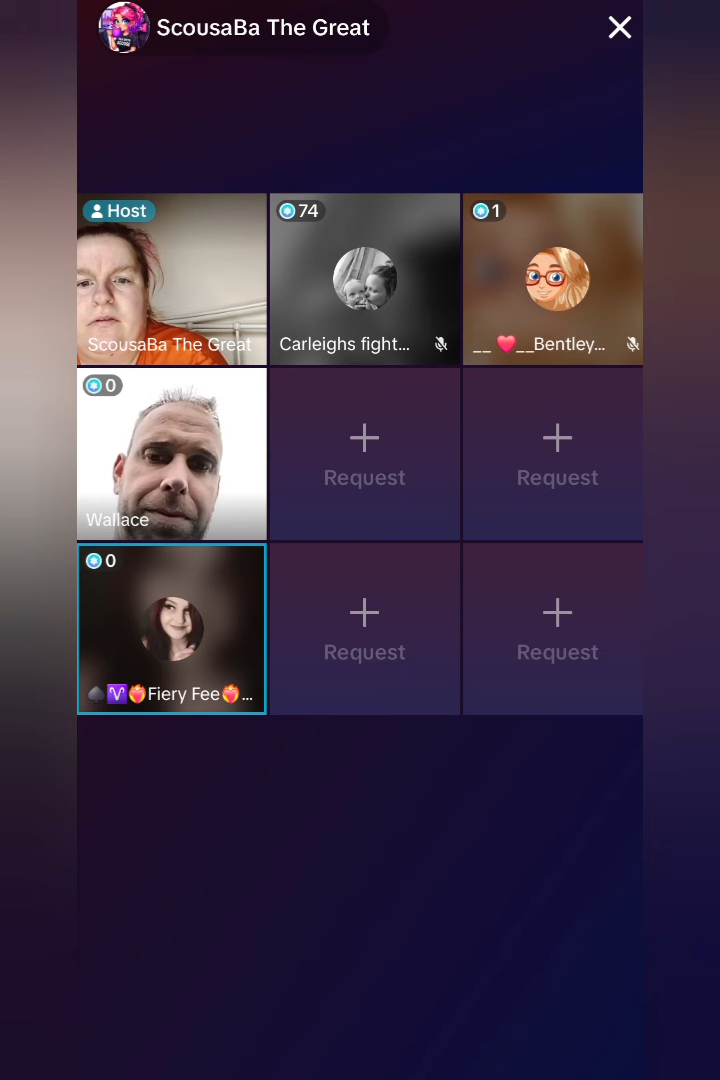 ScousaBa The Great
Host
74
1
ScousaBa The Great
Carleighs fight...
__ ❤️__Bentley...
0
Wallace
Request
Request
0
♠️♈❤️‍🔥Fiery Fee❤️‍🔥...
Request
Request